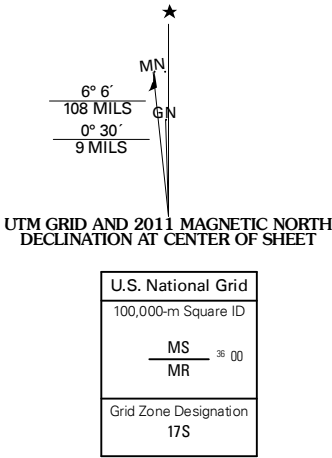 ★
MN
6° 6´
108 MILS
GN
0° 30´
9 MILS
UTM GRID AND 2011 MAGNETIC NORTH
DECLINATION AT CENTER OF SHEET
U.S. National Grid
100,000-m Square ID
MS
36 00
MR
Grid Zone Designation
17S